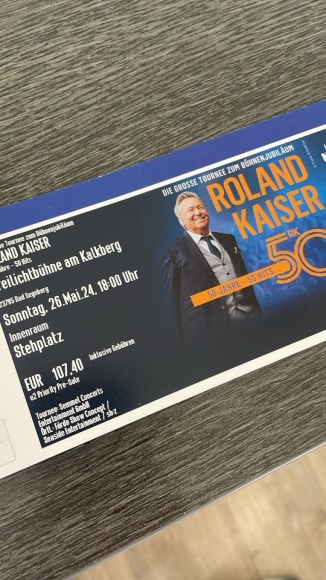 Tournee zum Bühnenjubiläum
LAND KAISER
ahre - 50 Hits
reilichtbühne am Kalkberg
23795 Bad Segeberg
Sonntag, 26.Mai.24, 18:00 Uhr
Innenraum
Stehplatz
EUR 107,40 Inklusive Gebühren
o2 Priority Pre-Sale
Tournee: Semmel Concerts
Entertainment GmbH
Örtl.: Förde Show Concept /
Seaside Entertainment / sb-z
DIE GROSSE TOURNEE ZUM BÜHNENJUBILÄUM
ROLAND
KAISER
RK
50
50 JAHRE - 50 HITS